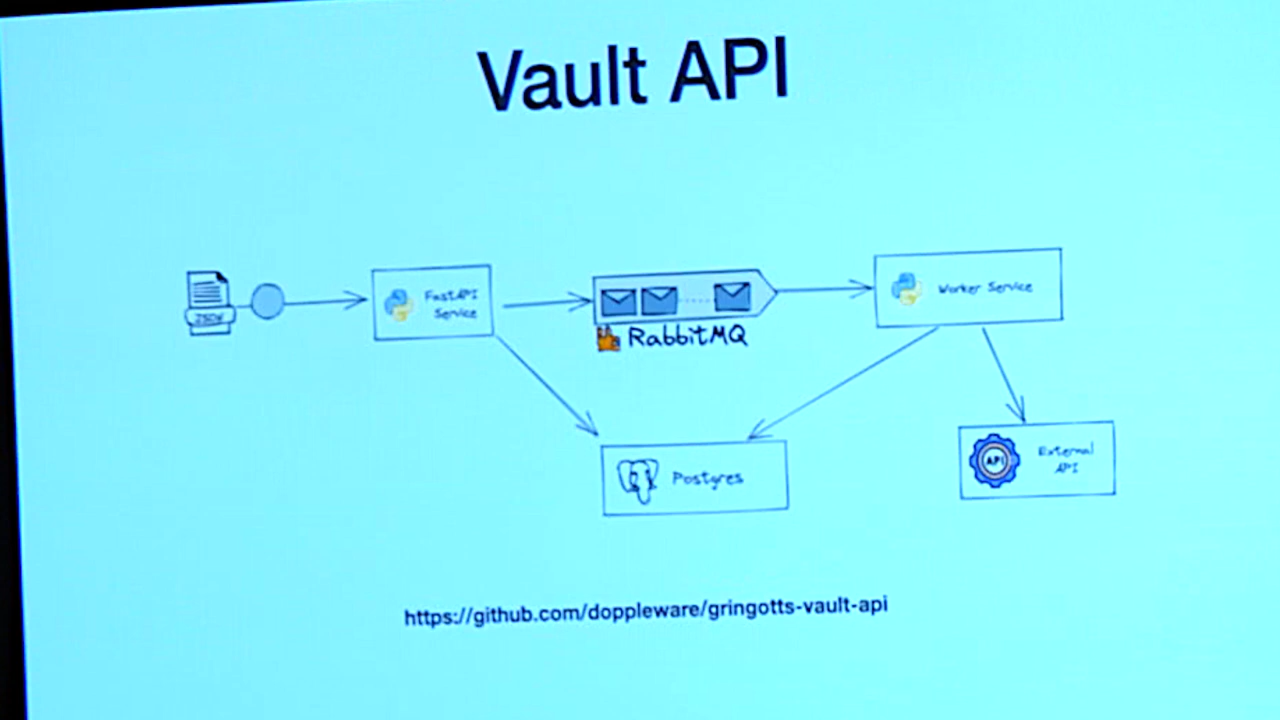 Vault API
JSON
FastAPI
Service
RabbitMQ
Worker Service
Postgres
API
External
API
https://github.com/doppleware/gringotts-vault-api